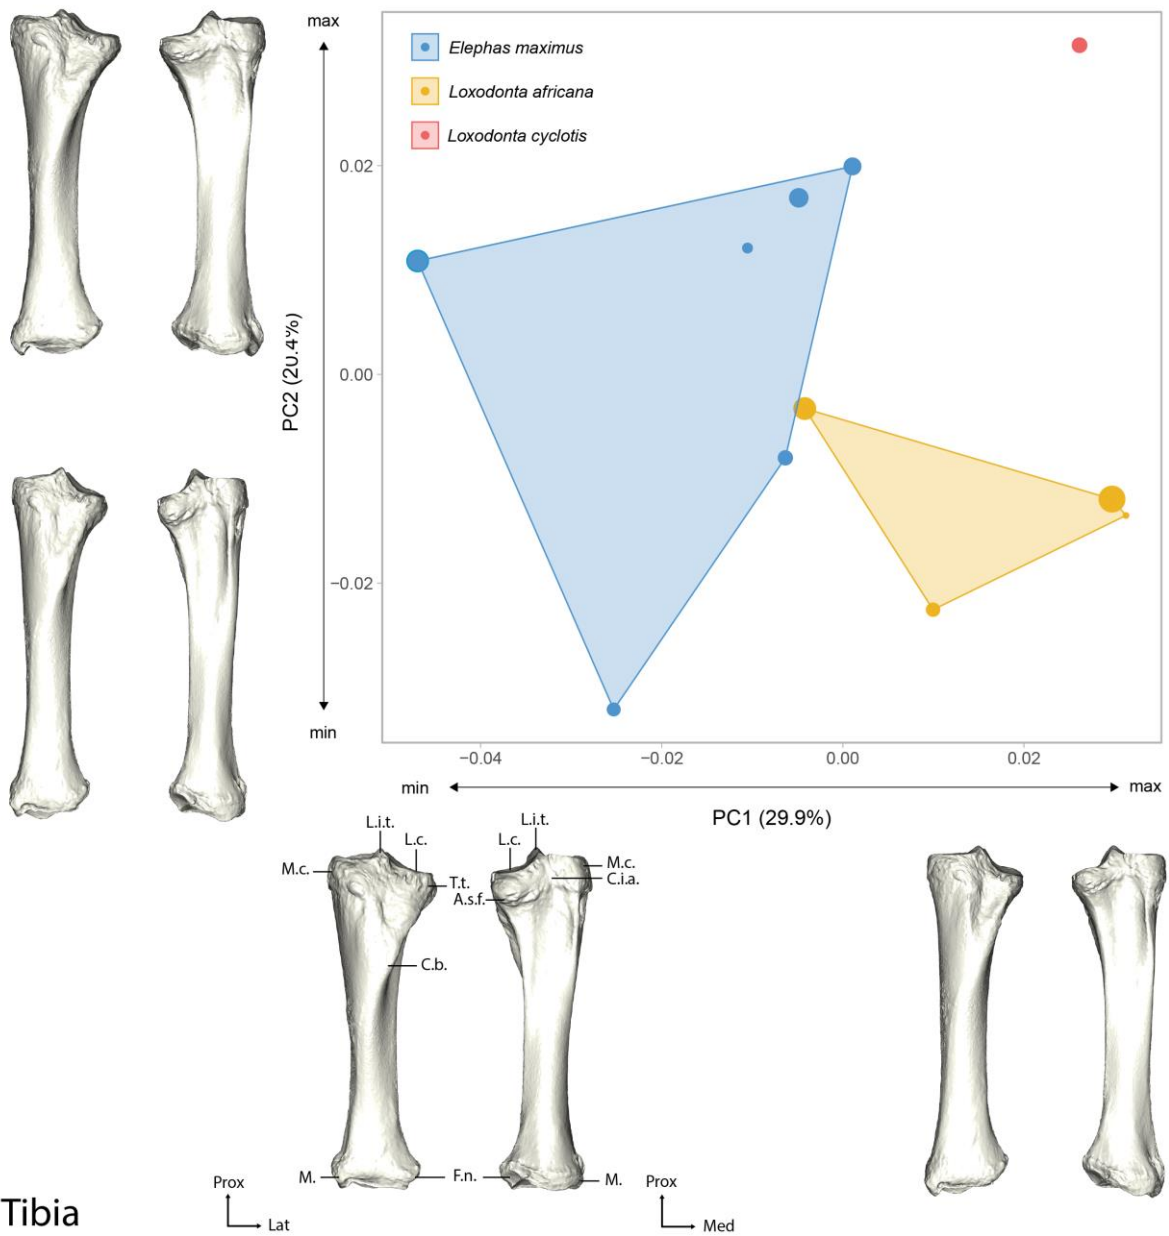 max
Elephas maximus
Loxodonta africana
Loxodonta cyclotis
0.02
0.00
−0.02
PC2 (20.4%)
min
−0.04
−0.02
0.00
0.02
min
max
PC1 (29.9%)
L.i.t.
L.c.
M.c.
T.t.
C.b.
M.
F.n.
L.i.t.
L.c.
M.c.
C.i.a.
A.s.f.
M.
Prox
Lat
Prox
Med
Tibia